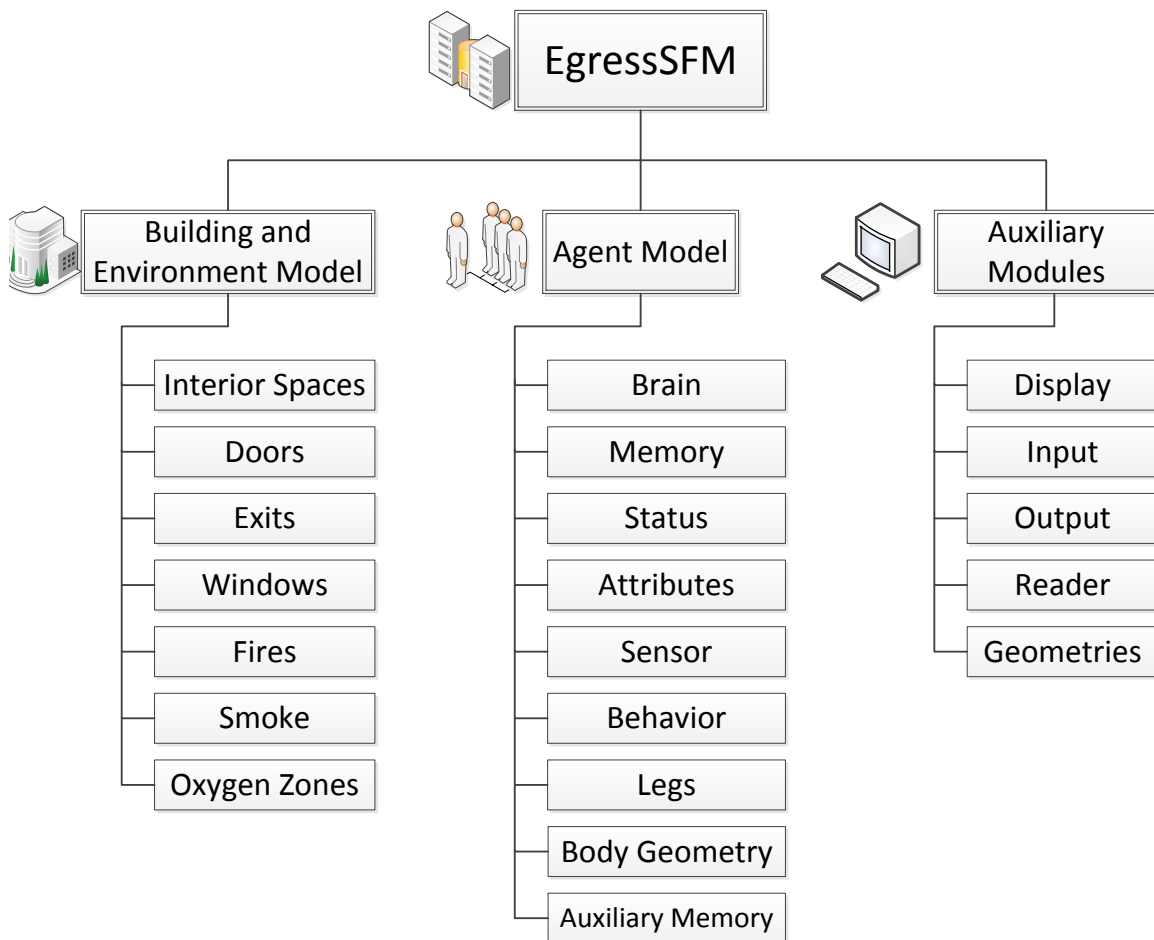 EgressSFM
Building and
Environment Model
Interior Spaces
Doors
Exits
Windows
Fires
Smoke
Oxygen Zones
Agent Model
Brain
Memory
Status
Attributes
Sensor
Behavior
Legs
Body Geometry
Auxiliary Memory
Auxiliary
Modules
Display
Input
Output
Reader
Geometries